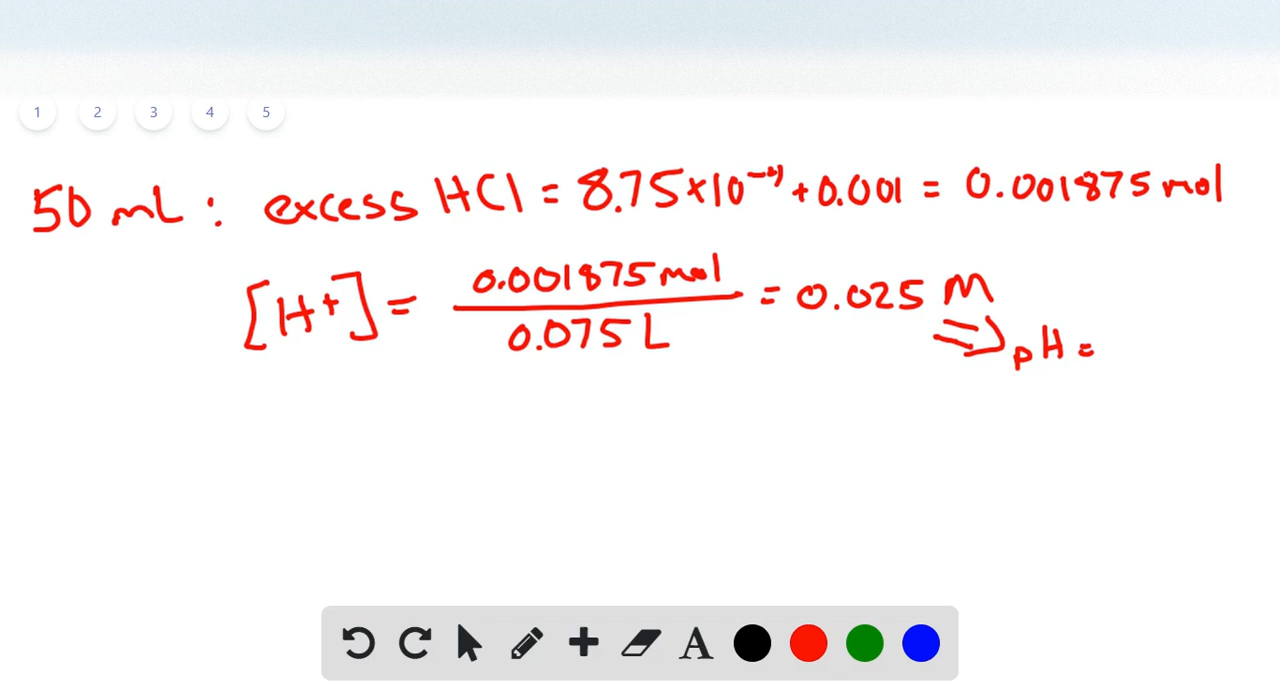 1 2 3 4 5
50 mL : excess HCl = 8.75×10⁻⁴ + 0.001 = 0.001875 mol
0.001875 mol
[H+] = = 0.025 M
0.075 L
⇒ pH =
A